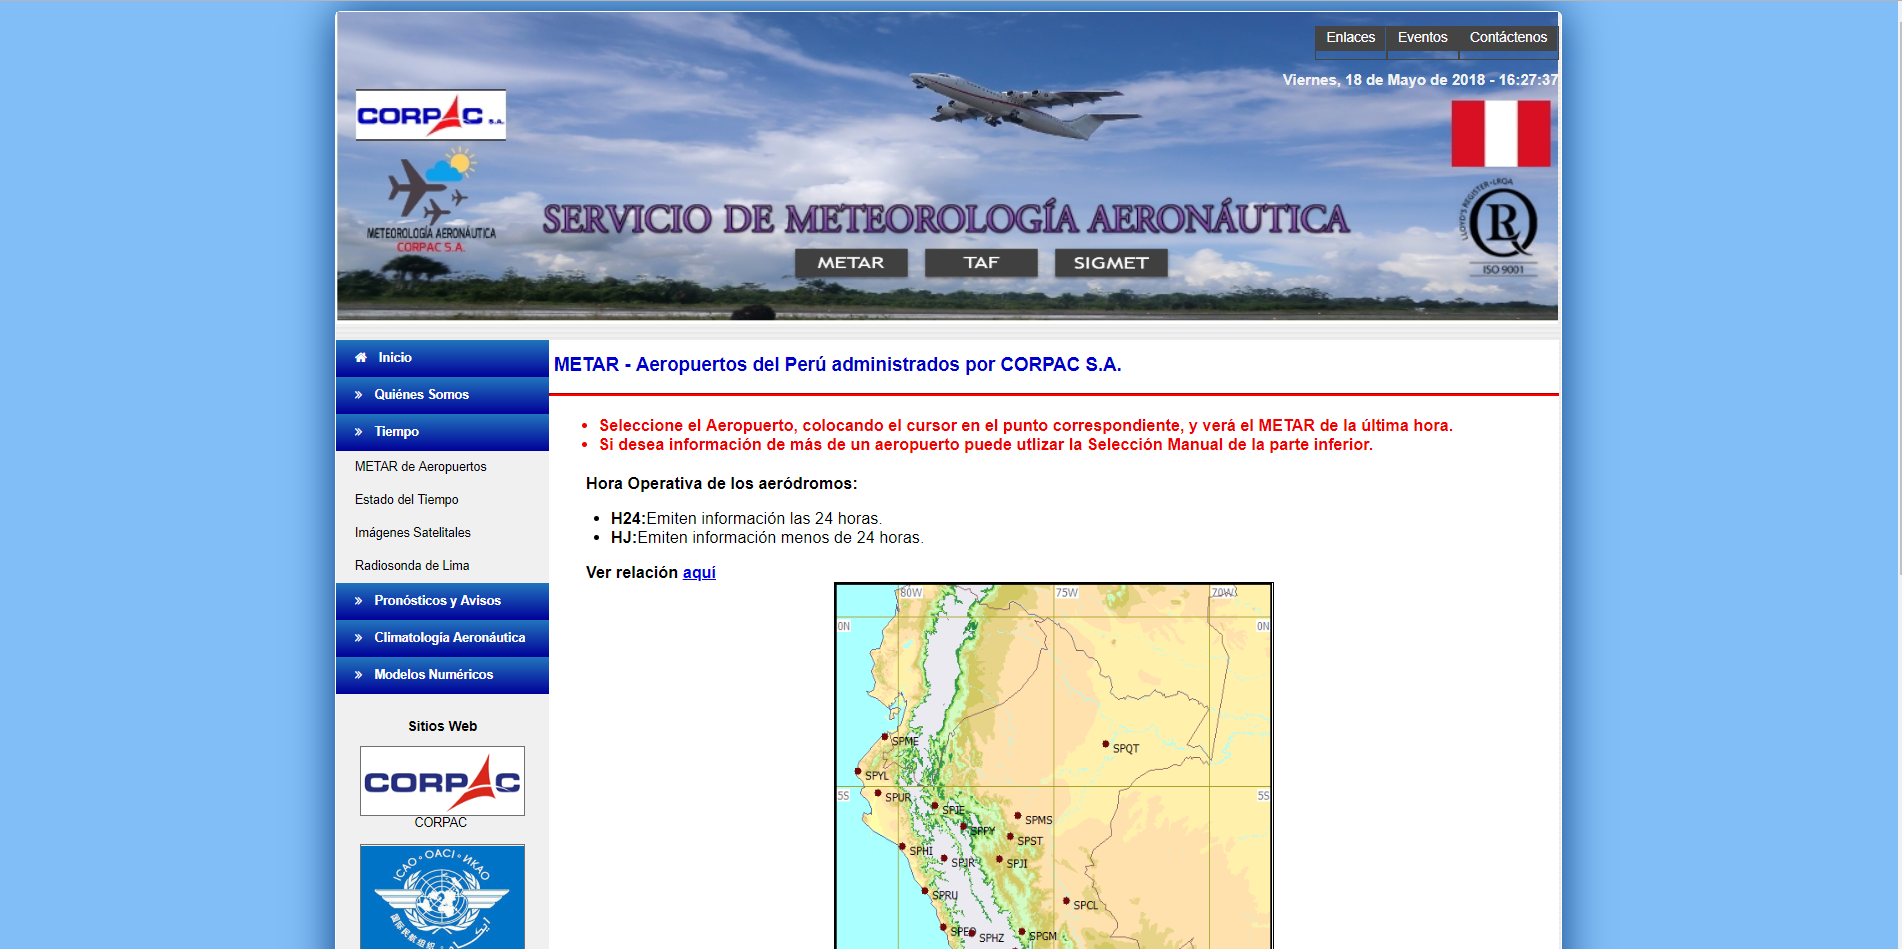 Enlaces Eventos Contáctenos
Viernes, 18 de Mayo de 2018 - 16:27:37
CORPAC S.A.
METEOROLOGÍA AERONÁUTICA
CORPAC S.A.
SERVICIO DE METEOROLOGÍA AERONÁUTICA
METAR TAF SIGMET
LLOYD'S REGISTER · LRQA
R
ISO 9001
Inicio
» Quiénes Somos
» Tiempo
METAR de Aeropuertos
Estado del Tiempo
Imágenes Satelitales
Radiosonda de Lima
» Pronósticos y Avisos
» Climatología Aeronáutica
» Modelos Numéricos
Sitios Web
CORPAC
CORPAC
ICAO · OACI · ИКАО
国际民航组织
METAR - Aeropuertos del Perú administrados por CORPAC S.A.
• Seleccione el Aeropuerto, colocando el cursor en el punto correspondiente, y verá el METAR de la última hora.
• Si desea información de más de un aeropuerto puede utlizar la Selección Manual de la parte inferior.
Hora Operativa de los aeródromos:
• H24:Emiten información las 24 horas.
• HJ:Emiten información menos de 24 horas.
Ver relación aquí
80W 75W 70W
0N 0N
SPME
SPQT
SPYL
5S 5S
SPUR
SPJE
SPMS
SPPY
SPST
SPHI
SPJR
SPJI
SPRU
SPCL
SPEO
SPHZ
SPGM